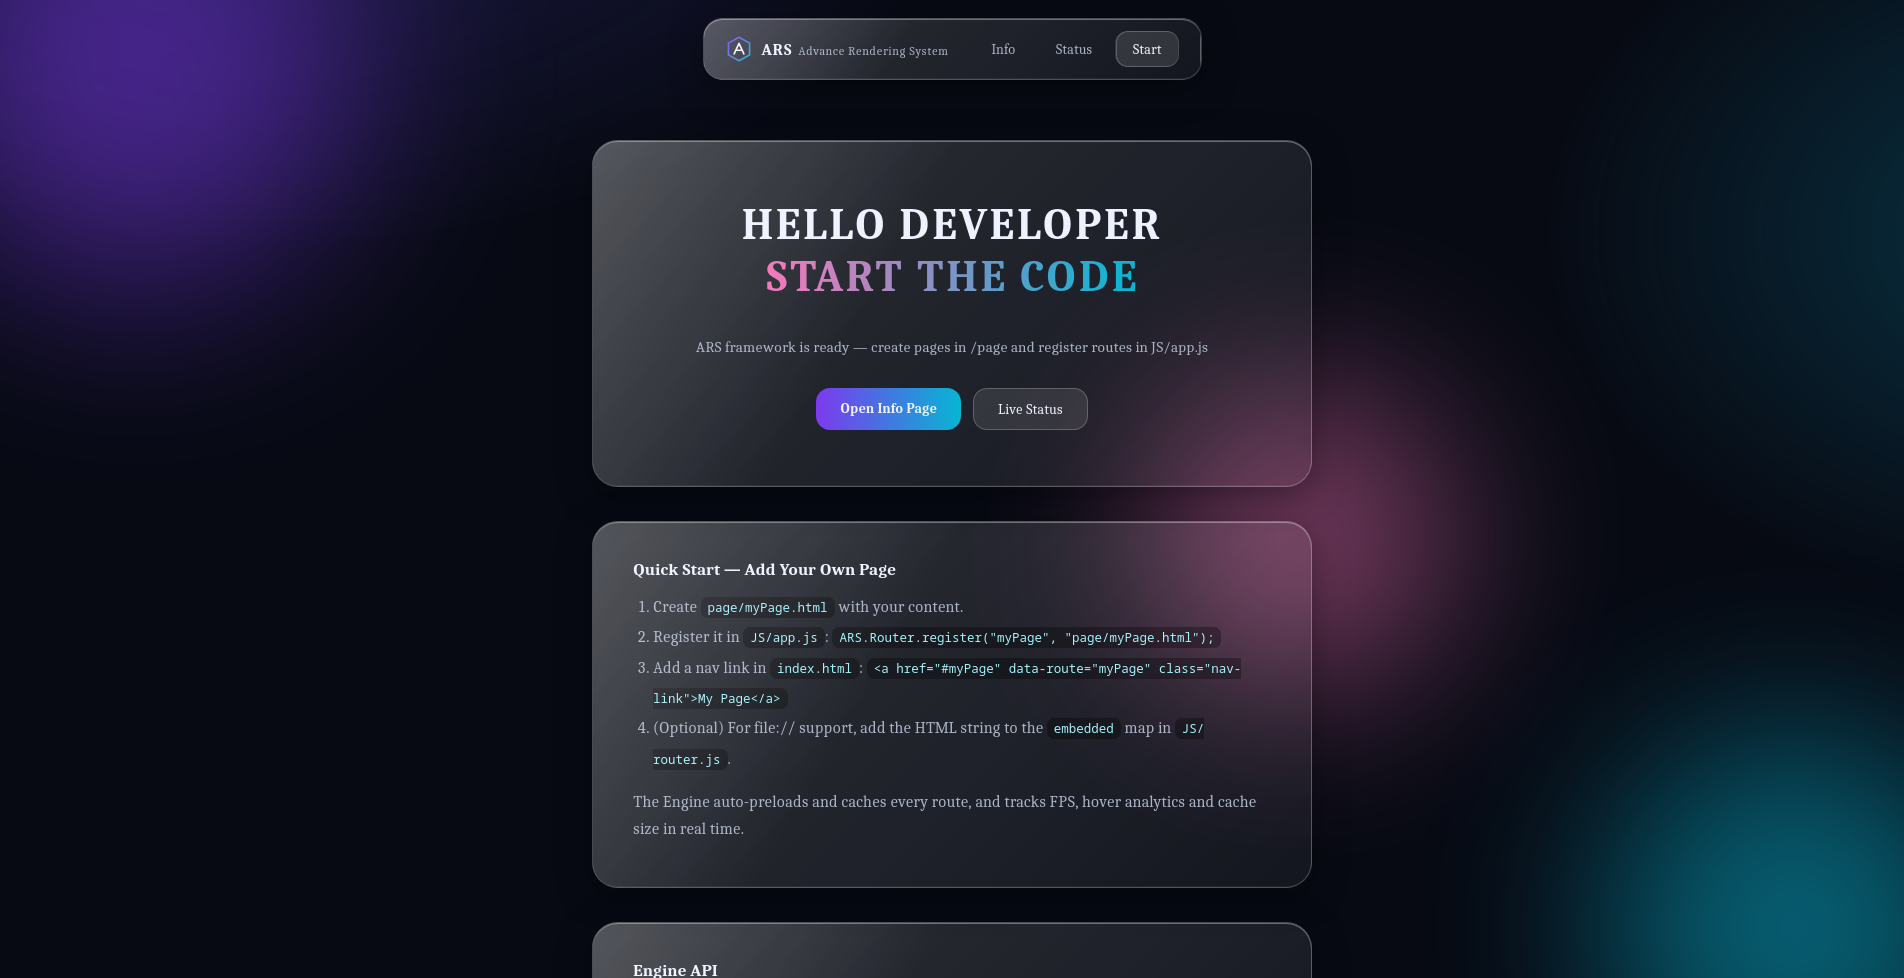 ARS Advance Rendering System Info Status Start
HELLO DEVELOPER
START THE CODE
ARS framework is ready — create pages in /page and register routes in JS/app.js
Open Info Page Live Status
Quick Start — Add Your Own Page
1. Create page/myPage.html with your content.
2. Register it in JS/app.js : ARS.Router.register("myPage", "page/myPage.html");
3. Add a nav link in index.html : <a href="#myPage" data-route="myPage" class="nav-
link">My Page</a>
4. (Optional) For file:// support, add the HTML string to the embedded map in JS/
router.js .
The Engine auto-preloads and caches every route, and tracks FPS, hover analytics and cache
size in real time.
Engine API